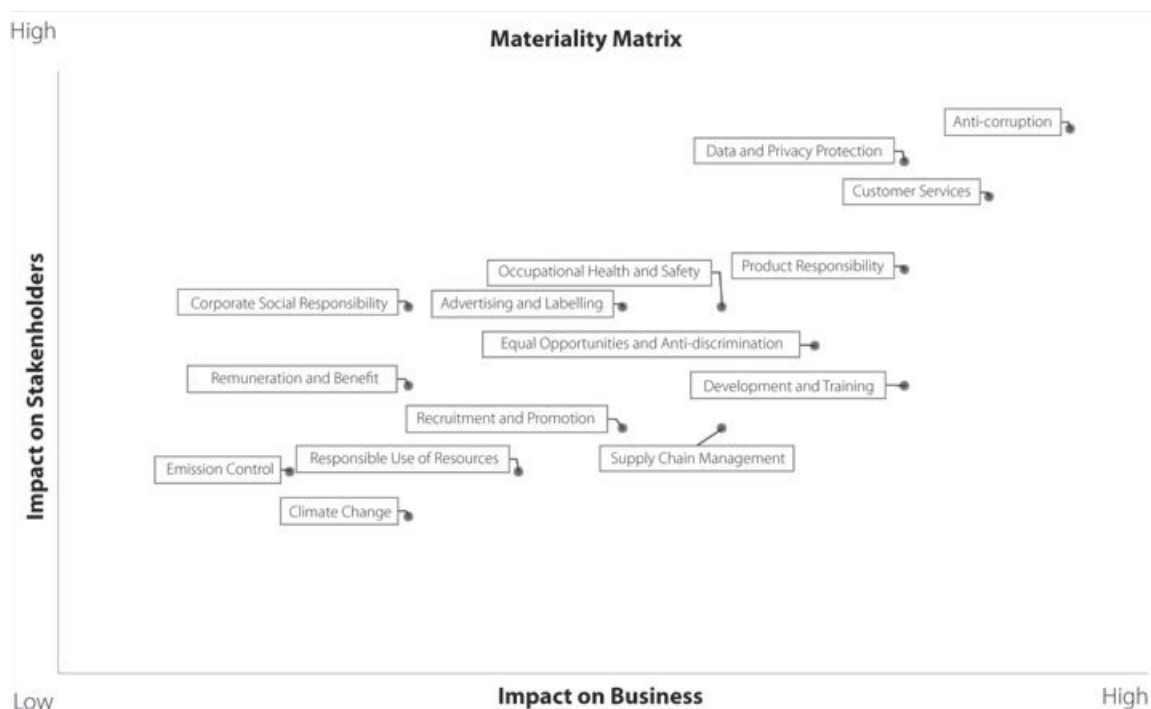 High
Materiality Matrix
Anti-corruption
Data and Privacy Protection
Customer Services
Product Responsibility
Occupational Health and Safety
Corporate Social Responsibility
Advertising and Labelling
Equal Opportunities and Anti-discrimination
Remuneration and Benefit
Development and Training
Recruitment and Promotion
Responsible Use of Resources
Supply Chain Management
Emission Control
Climate Change
Impact on Stakenholders
Low
Impact on Business
High